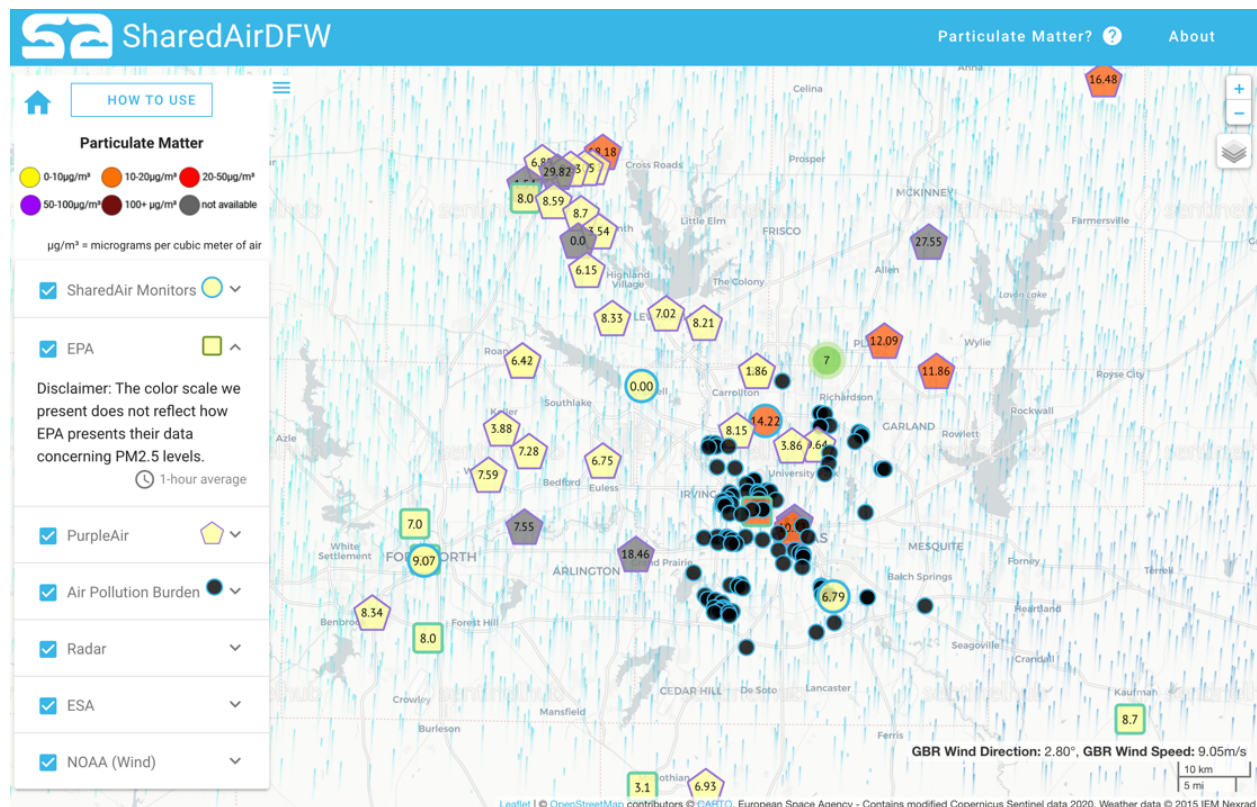 SharedAirDFW
Particulate Matter? ?
About
HOW TO USE
Particulate Matter
0-10µg/m³
10-20µg/m³
20-50µg/m³
50-100µg/m³
100+ µg/m³
not available
µg/m³ = micrograms per cubic meter of air
SharedAir Monitors
EPA
Disclaimer: The color scale we
present does not reflect how
EPA presents their data
concerning PM2.5 levels.
1-hour average
PurpleAir
Air Pollution Burden
Radar
ESA
NOAA (Wind)
+
−
Anna
16.48
Celina
Cross Roads
Prosper
29.82
8.0
8.59
8.7
0.0
6.15
MCKINNEY
Little Elm
FRISCO
Farmersville
27.55
Allen
Highland
Village
The Colony
Lavon Lake
8.33
7.02
8.21
12.09
Wylie
6.42
7
11.86
Royse City
1.86
0.00
Carrollton
Richardson
Southlake
Keller
Rockwall
3.88
8.15
14.22
GARLAND
Rowlett
Azle
7.28
3.86
7.59
6.75
Bedford
Euless
University
IRVING
7.0
7.55
White
Settlement
MESQUITE
9.07
18.46
ARLINGTON
Grand Prairie
Forney
Terrell
Balch Springs
6.79
8.34
Heartland
Forest Hill
8.0
Seagoville
Crandall
CEDAR HILL
De Soto
Lancaster
Crowley
Mansfield
Kaufman
8.7
Burleson
Ferris
GBR Wind Direction: 2.80°, GBR Wind Speed: 9.05m/s
10 km
5 mi
3.1
6.93
Leaflet | © OpenStreetMap contributors © CARTO, European Space Agency - Contains modified Copernicus Sentinel data 2020, Weather data © 2015 IEM Nexrad